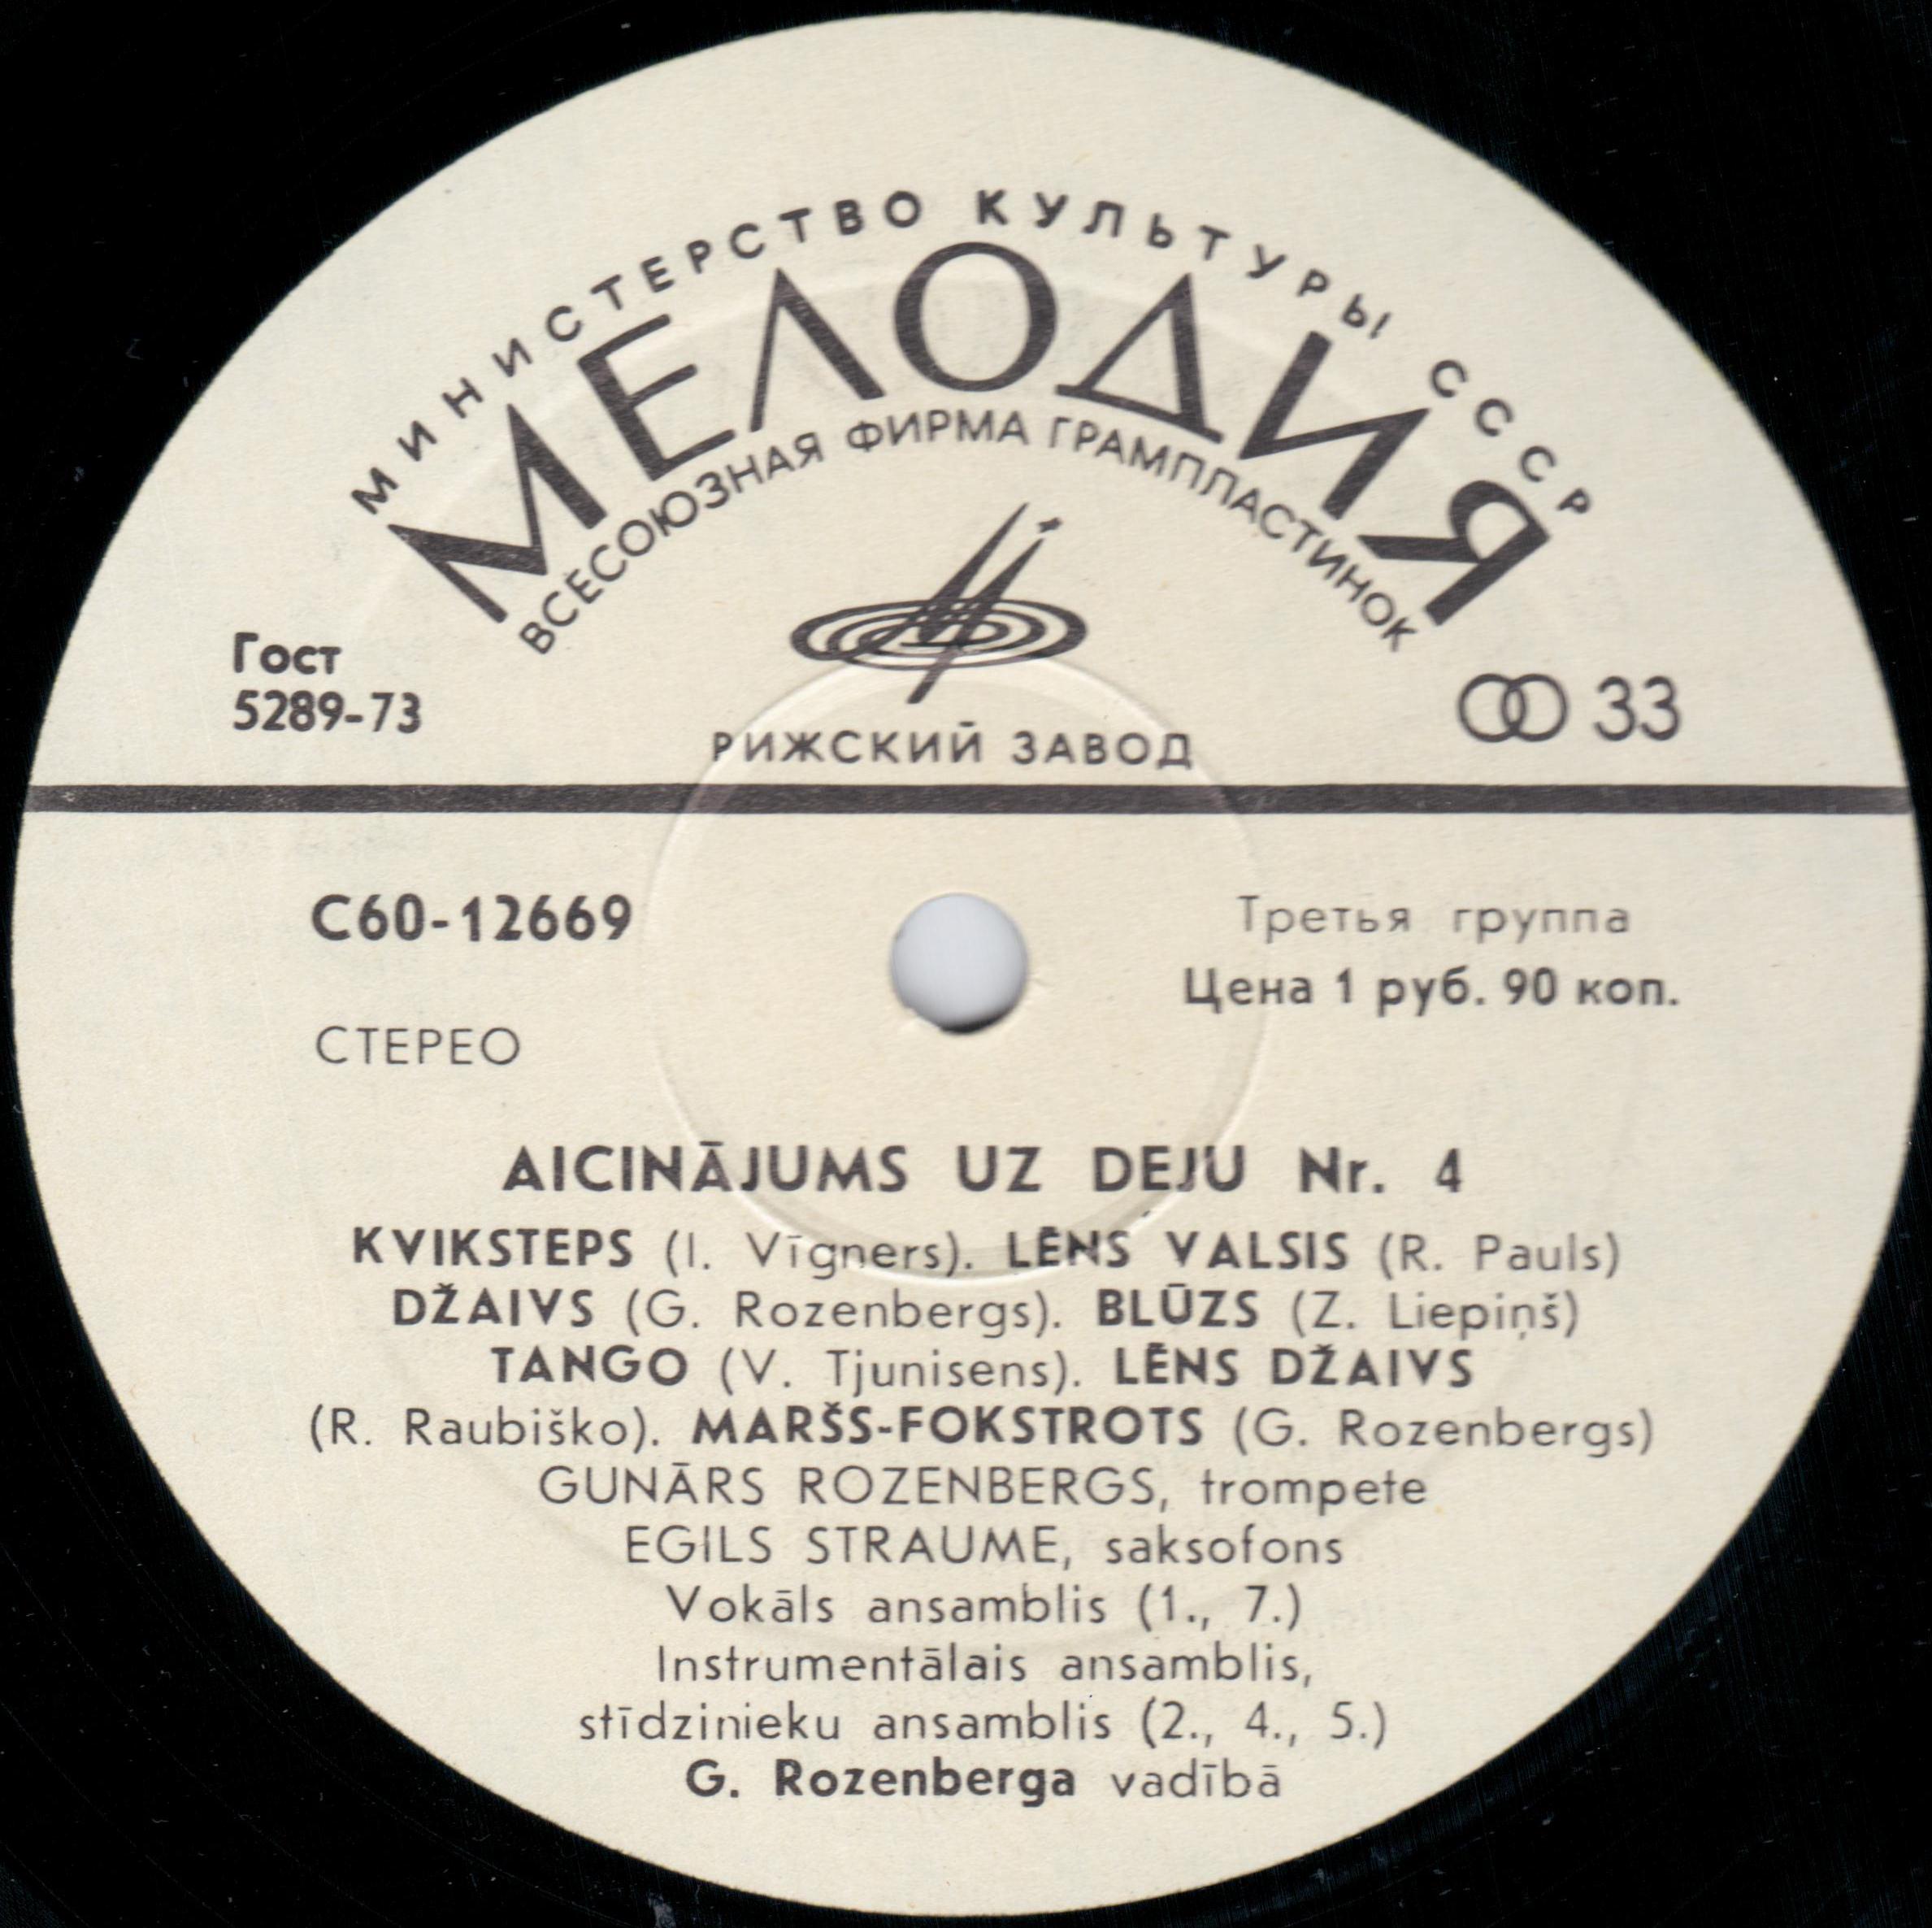 МИНИСТЕРСТВО КУЛЬТУРЫ СССР
МЕЛОДИЯ
ВСЕСОЮЗНАЯ ФИРМА ГРАМПЛАСТИНОК
Гост
5289-73
33
РИЖСКИЙ ЗАВОД
С60-12669
Третья группа
Цена 1 руб. 90 коп.
СТЕРЕО
AICINĀJUMS UZ DEJU Nr. 4
KVIKSTEPS (I. Vīgners). LĒNS VALSIS (R. Pauls)
DŽAIVS (G. Rozenbergs). BLŪZS (Z. Liepiņš)
TANGO (V. Tjunisens). LĒNS DŽAIVS
(R. Raubiško). MARŠS-FOKSTROTS (G. Rozenbergs)
GUNĀRS ROZENBERGS, trompete
EGILS STRAUME, saksofons
Vokāls ansamblis (1., 7.)
Instrumentālais ansamblis,
stīdzinieku ansamblis (2., 4., 5.)
G. Rozenberga vadībā